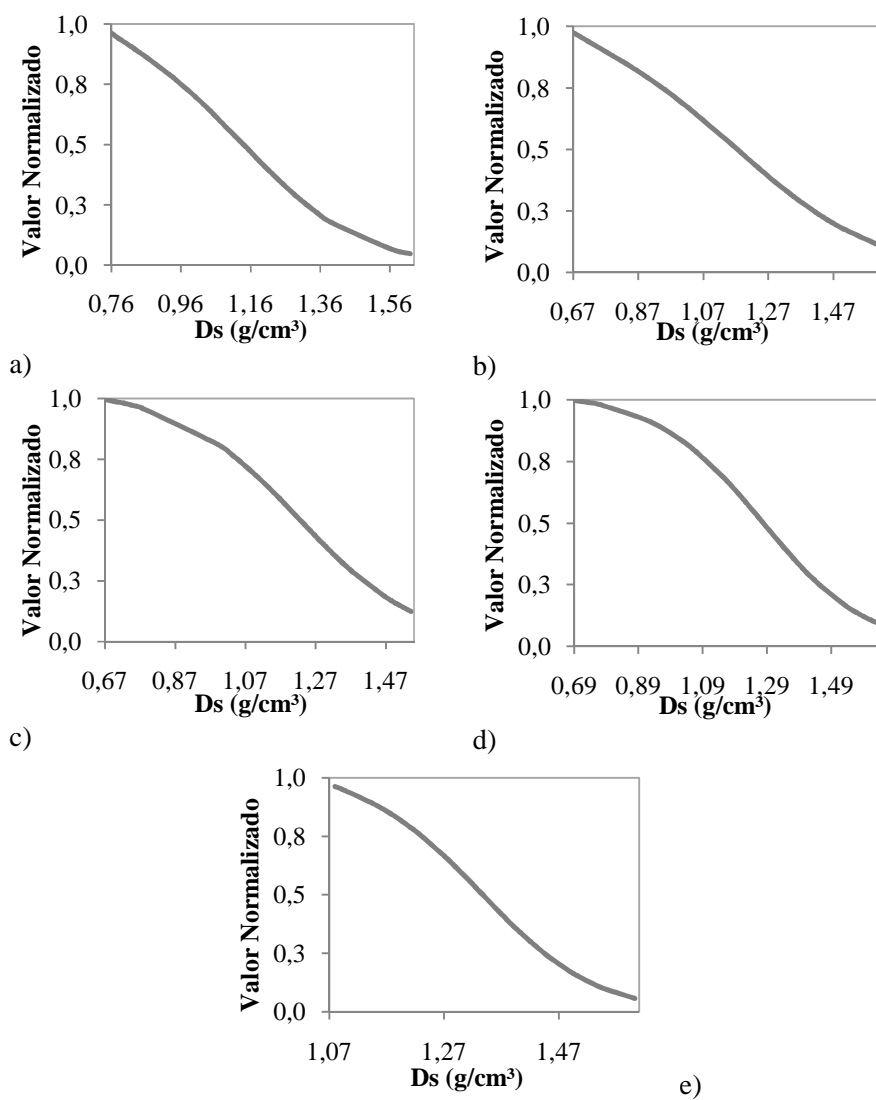 Valor Normalizado
1,0
0,8
0,5
0,3
0,0
0,76 0,96 1,16 1,36 1,56
Ds (g/cm³)
a)
Valor Normalizado
1,0
0,8
0,5
0,3
0,0
0,67 0,87 1,07 1,27 1,47
Ds (g/cm³)
b)
Valor Normalizado
1,0
0,8
0,5
0,3
0,0
0,67 0,87 1,07 1,27 1,47
Ds (g/cm³)
c)
Valor Normalizado
1,0
0,8
0,5
0,3
0,0
0,69 0,89 1,09 1,29 1,49
Ds (g/cm³)
d)
Valor Normalizado
1,0
0,8
0,5
0,3
0,0
1,07 1,27 1,47
Ds (g/cm³)
e)